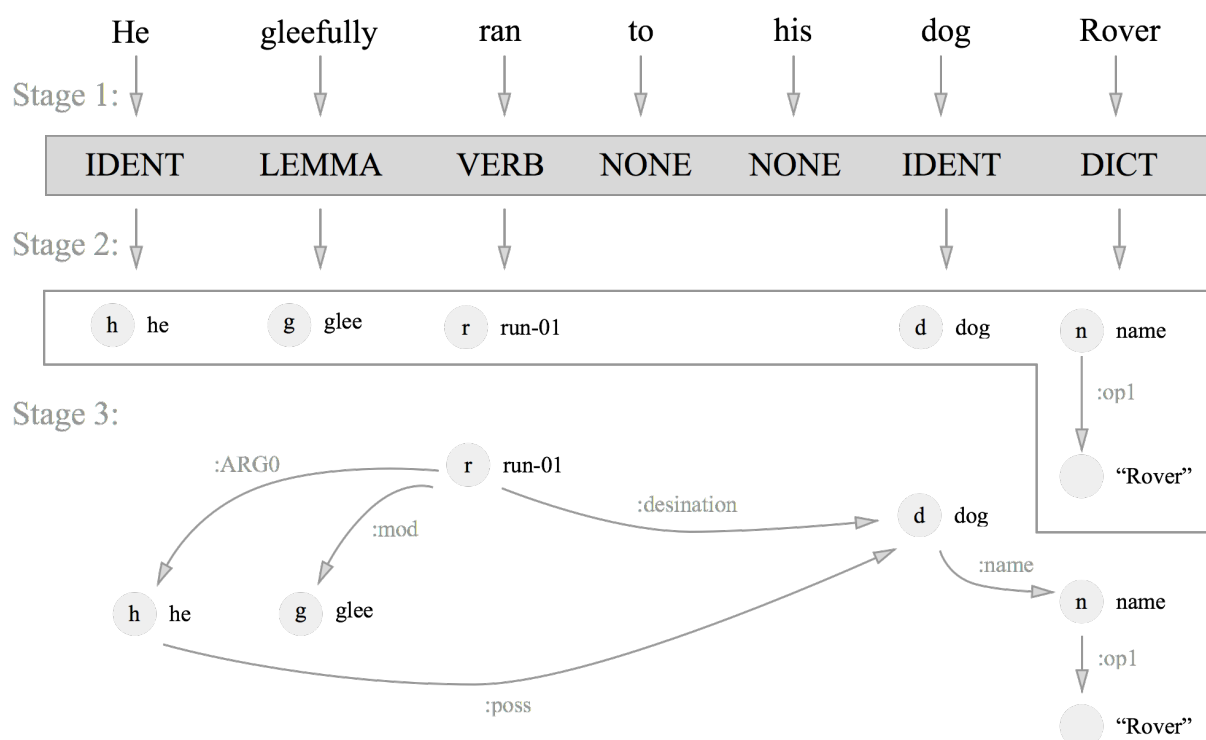 He gleefully ran to his dog Rover
Stage 1:
IDENT LEMMA VERB NONE NONE IDENT DICT
Stage 2:
h he g glee r run-01 d dog n name
:op1
“Rover”
Stage 3:
r run-01
:ARG0
:mod
:desination
d dog
:name
h he g glee n name
:poss
:op1
“Rover”